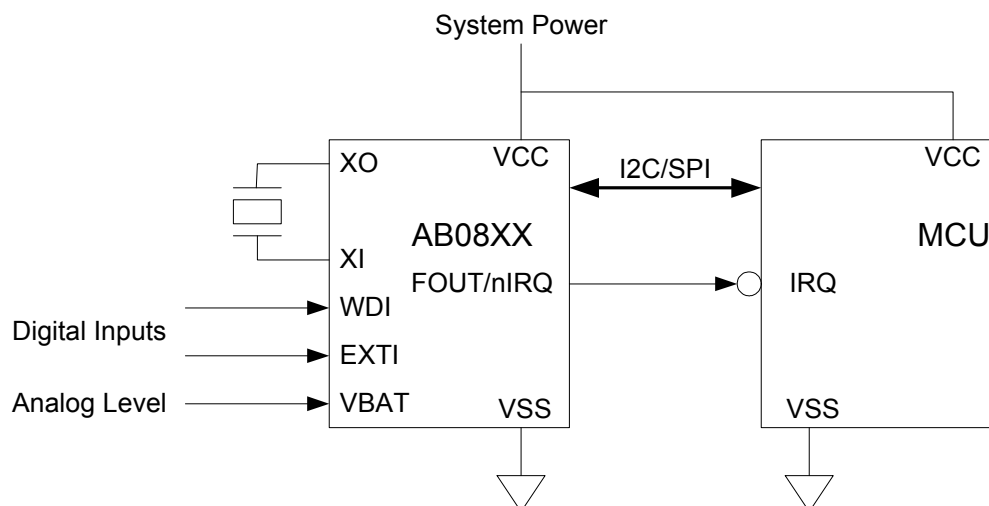 System Power
XO
VCC
I2C/SPI
VCC
AB08XX
MCU
XI
FOUT/nIRQ
IRQ
WDI
Digital Inputs
EXTI
Analog Level
VBAT
VSS
VSS